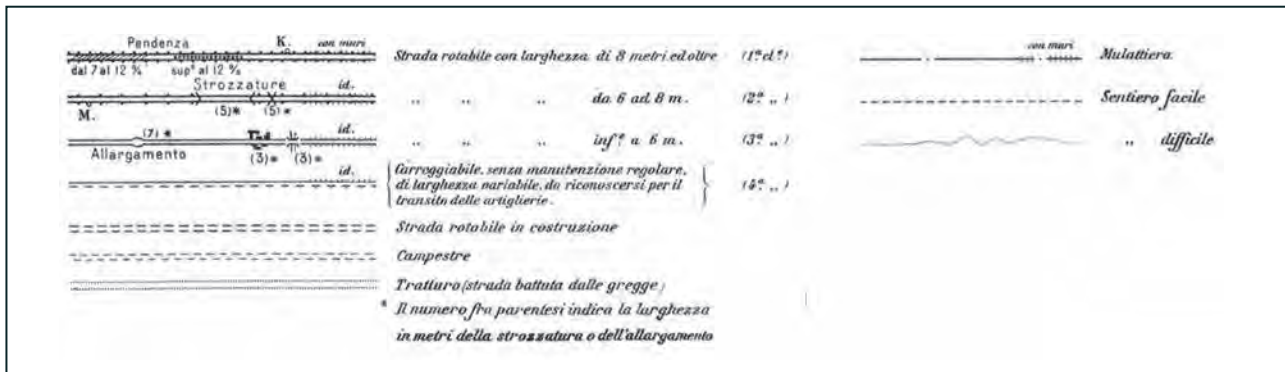 Pendenza K. con muri
Strada rotabile con larghezza di 8 metri ed oltre (1ª cl.ᵉ)
dal 7 al 12 % sup.ᵉ al 12 %
Strozzature id.
„ „ „ da 6 ad 8 m. (2ª „ )
M. (5)* (5)*
(7)* id.
„ „ „ inf.ᵉ a 6 m. (3ª „ )
Allargamento (3)* (3)*
id.
Carreggiabile, senza manutenzione regolare,
di larghezza variabile, da riconoscersi per il
transito delle artiglierie.
Strada rotabile in costruzione
Campestre
Tratturo (strada battuta dalle gregge)
* Il numero fra parentesi indica la larghezza
in metri della strozzatura o dell'allargamento
con muri
Mulattiera
Sentiero facile
„ difficile